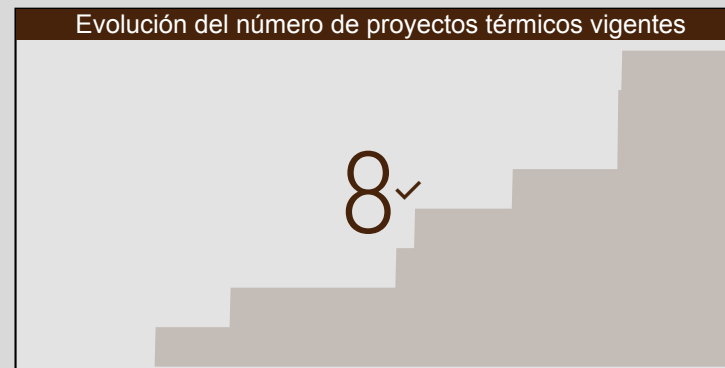 Evolución del número de proyectos térmicos vigentes
8✓